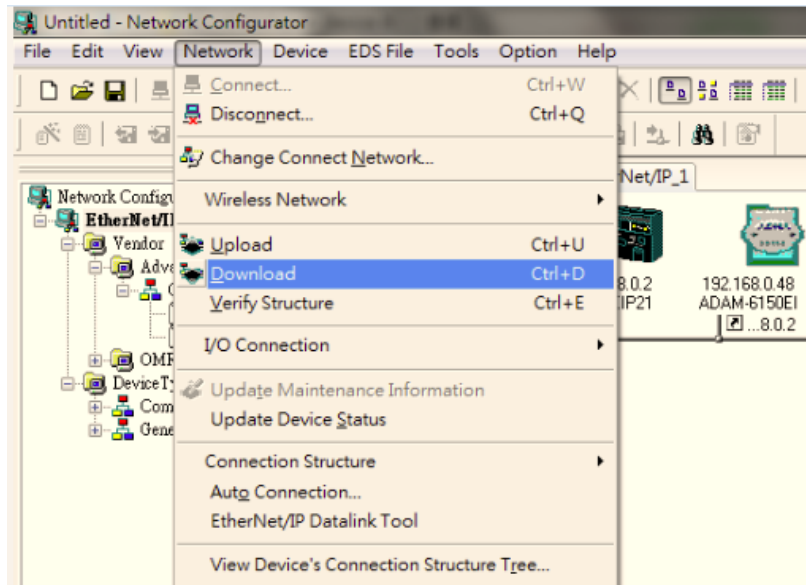 Untitled - Network Configurator
File Edit View Network Device EDS File Tools Option Help
Connect... Ctrl+W
Disconnect... Ctrl+Q
Change Connect Network...
Wireless Network
Upload Ctrl+U
Download Ctrl+D
Verify Structure Ctrl+E
I/O Connection
Update Maintenance Information
Update Device Status
Connection Structure
Auto Connection...
EtherNet/IP Datalink Tool
View Device's Connection Structure Tree...
Network Configu
EtherNet/I
Vendor
Adva
OMR
DeviceTy
Com
Gene
Net/IP_1
8.0.2
IP21
192.168.0.48
ADAM-6150EI
...8.0.2